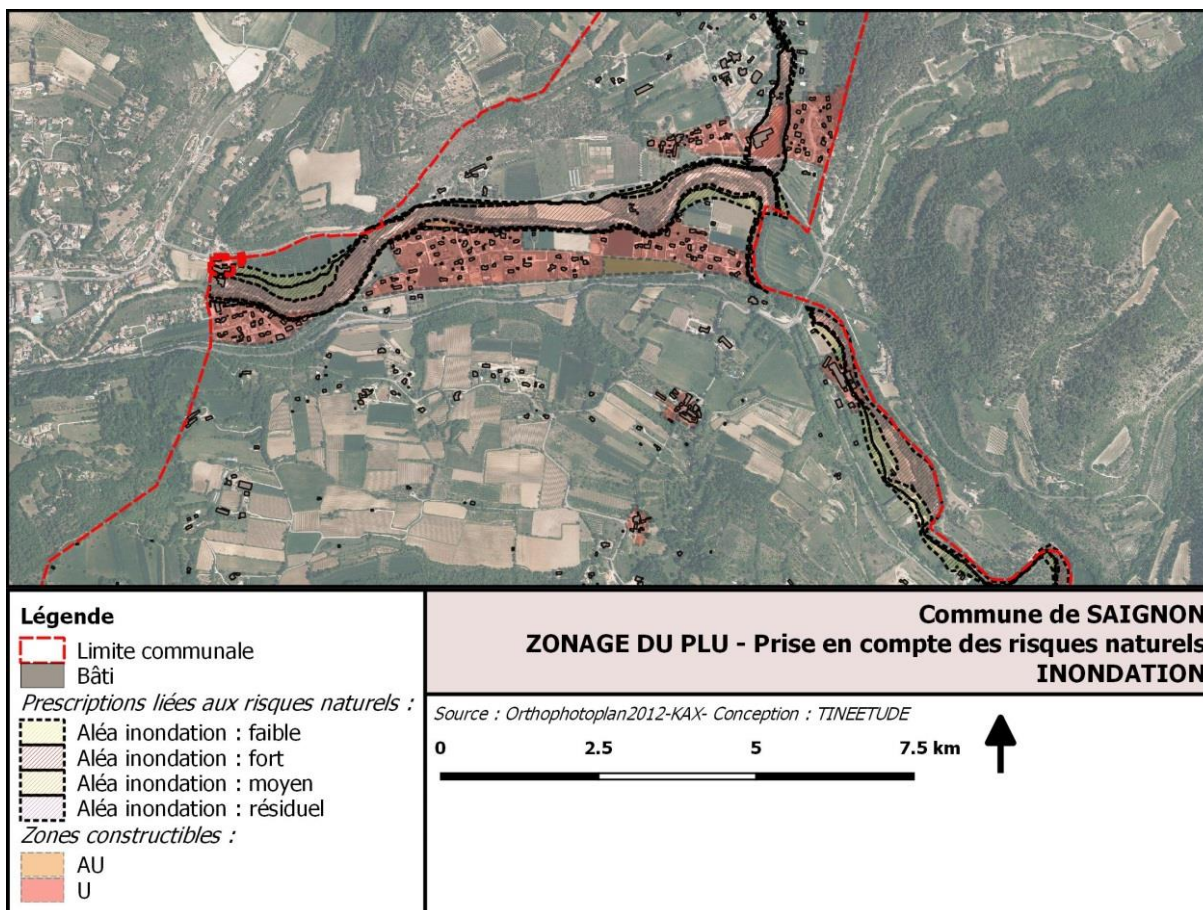 Légende
Limite communale
Bâti
Prescriptions liées aux risques naturels :
Aléa inondation : faible
Aléa inondation : fort
Aléa inondation : moyen
Aléa inondation : résiduel
Zones constructibles :
AU
U
Commune de SAIGNON
ZONAGE DU PLU - Prise en compte des risques naturels
INONDATION
Source : Orthophotoplan2012-KAX- Conception : TINEETUDE
0 2.5 5 7.5 km